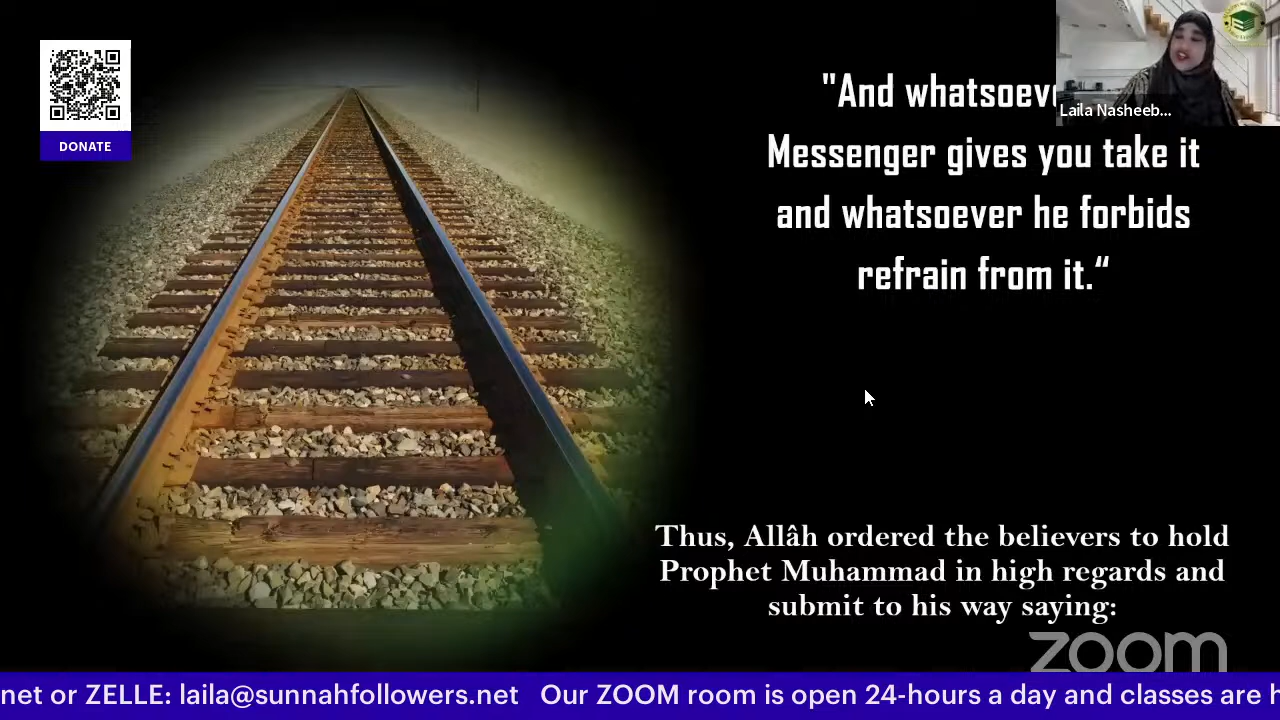 DONATE
"And whatsoev
Laila Nasheeb...
Messenger gives you take it
and whatsoever he forbids
refrain from it.“
Thus, Allâh ordered the believers to hold
Prophet Muhammad in high regards and
submit to his way saying:
zoom
net or ZELLE: laila@sunnahfollowers.net Our ZOOM room is open 24-hours a day and classes are h